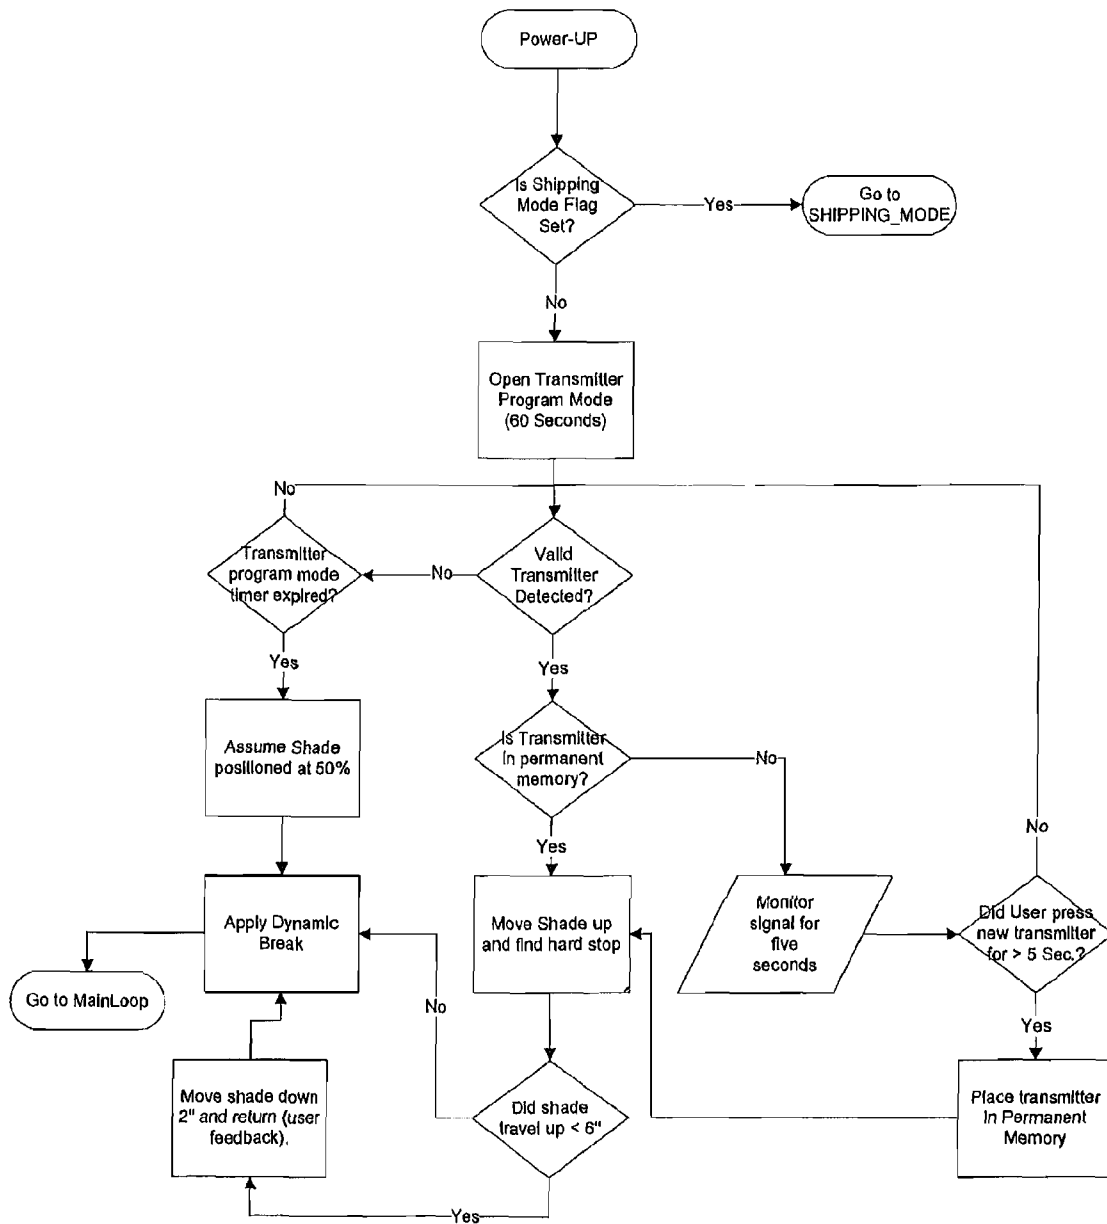 Power-UP
Is Shipping
Mode Flag
Set?
Yes
Go to
SHIPPING_MODE
No
Open Transmitter
Program Mode
(60 Seconds)
No
Transmitter
program mode
timer expired?
No
Valid
Transmitter
Detected?
Yes
Yes
Assume Shade
positioned at 50%
Is Transmitter
in permanent
memory?
No
Yes
No
Apply Dynamic
Break
Move Shade up
and find hard stop
Monitor
signal for
five
seconds
Did User press
new transmitter
for > 5 Sec.?
Go to MainLoop
No
Yes
Move shade down
2" and return (user
feedback).
Did shade
travel up < 6"
Place transmitter
in Permanent
Memory
Yes